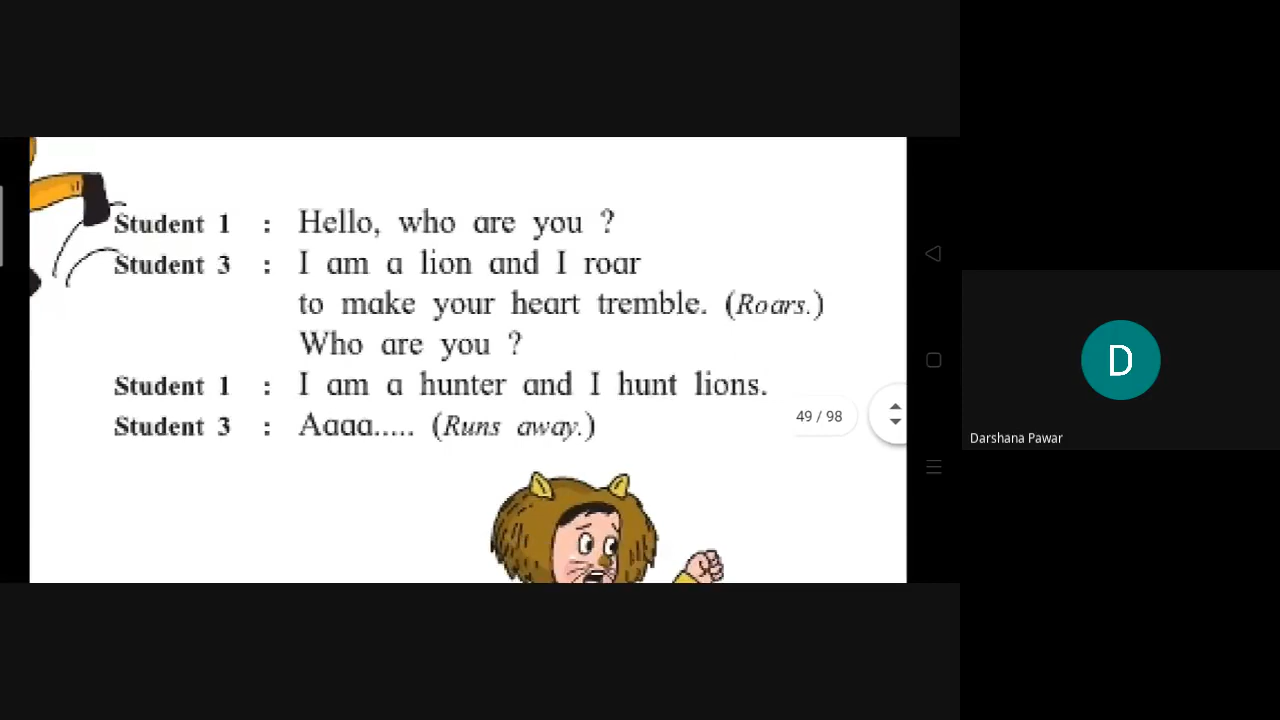 Student 1 : Hello, who are you ?
Student 3 : I am a lion and I roar
to make your heart tremble. (Roars.)
Who are you ?
Student 1 : I am a hunter and I hunt lions.
Student 3 : Aaaa..... (Runs away.)
49 / 98
D
Darshana Pawar